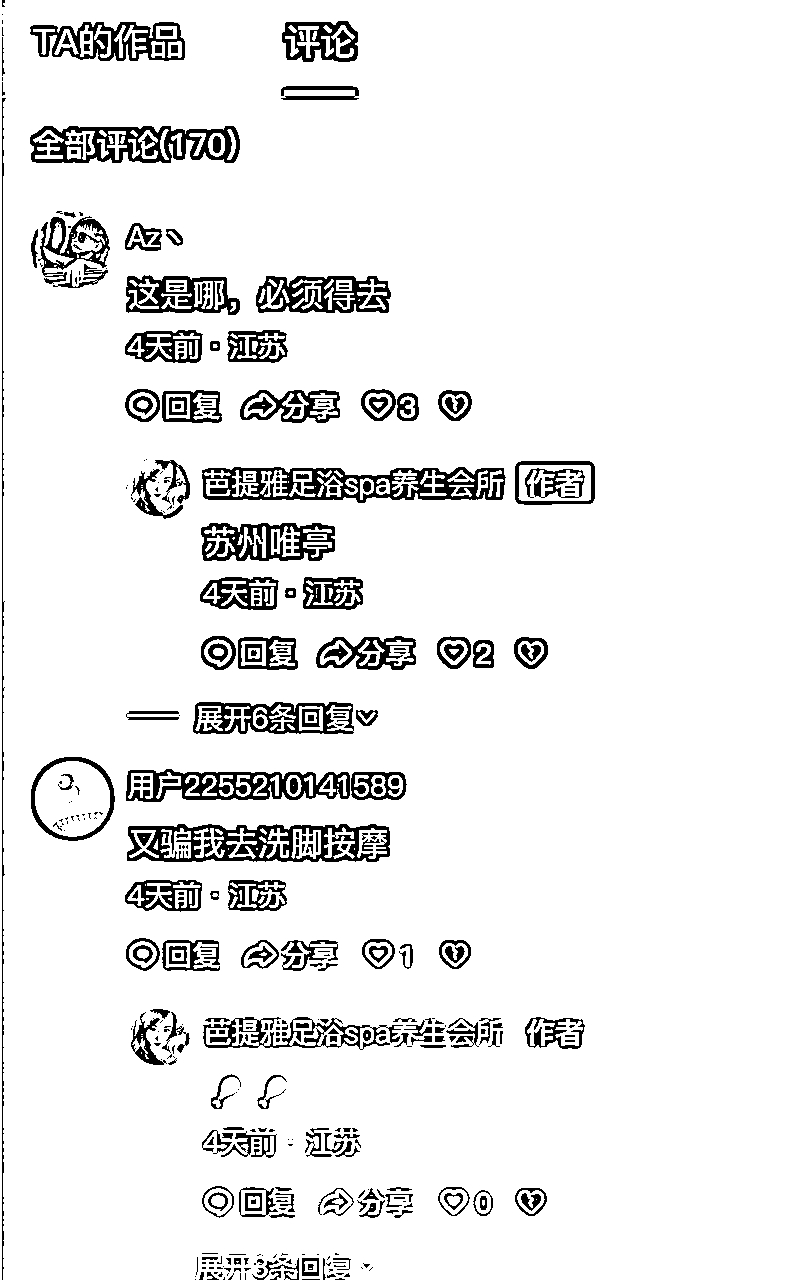 TA的作品 评论
全部评论(170)
Az丶
这是哪，必须得去
4天前·江苏
回复 分享 3
芭提雅足浴spa养生会所 作者
苏州唯亭
4天前·江苏
回复 分享 2
展开6条回复
用户2255210141589
又骗我去洗脚按摩
4天前·江苏
回复 分享 1
芭提雅足浴spa养生会所 作者
4天前·江苏
回复 分享 0
展开3条回复